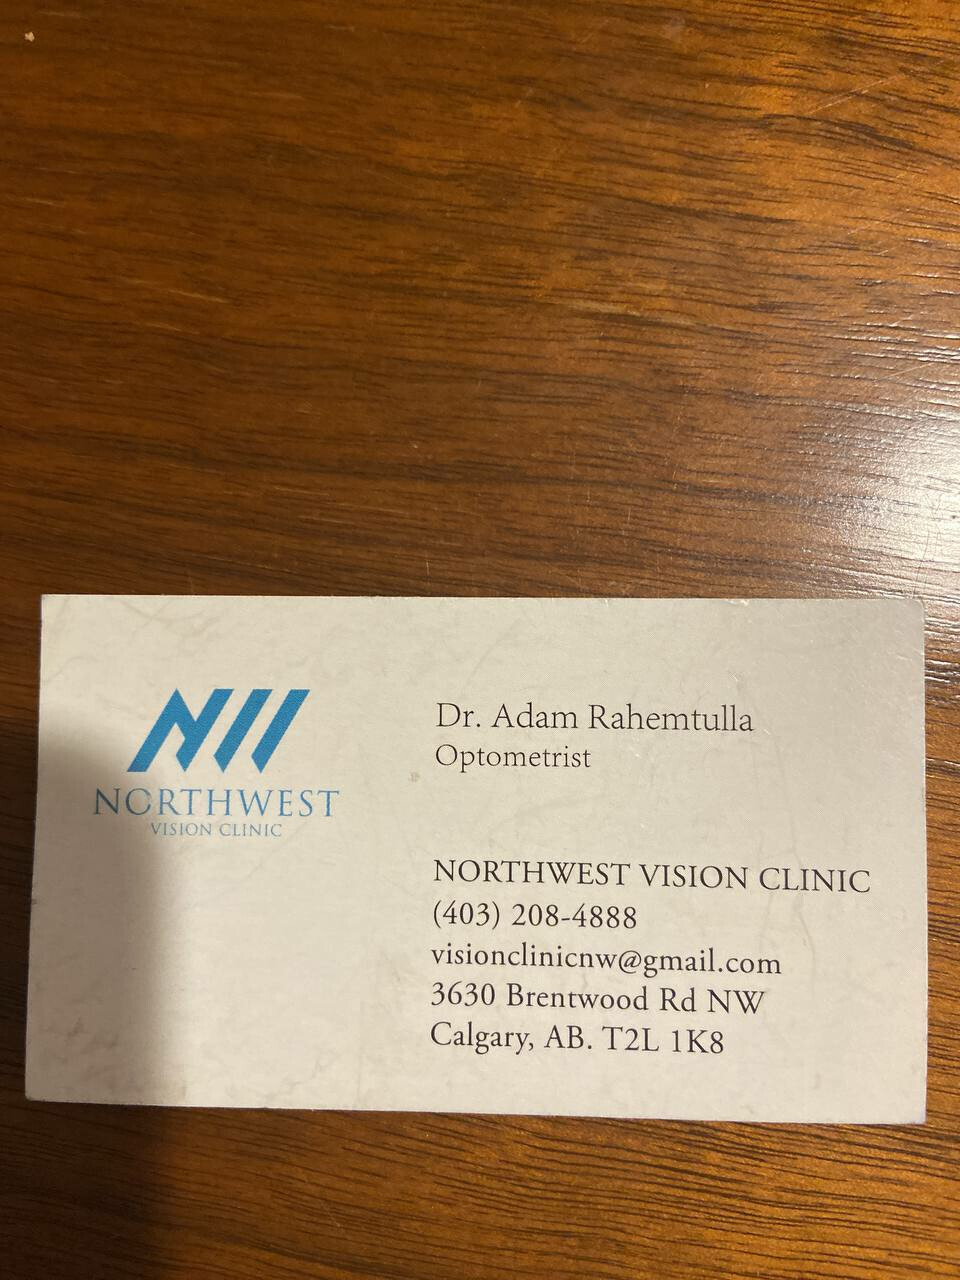 NORTHWEST
VISION CLINIC
Dr. Adam Rahemtulla
Optometrist
NORTHWEST VISION CLINIC
(403) 208-4888
visionclinicnw@gmail.com
3630 Brentwood Rd NW
Calgary, AB. T2L 1K8